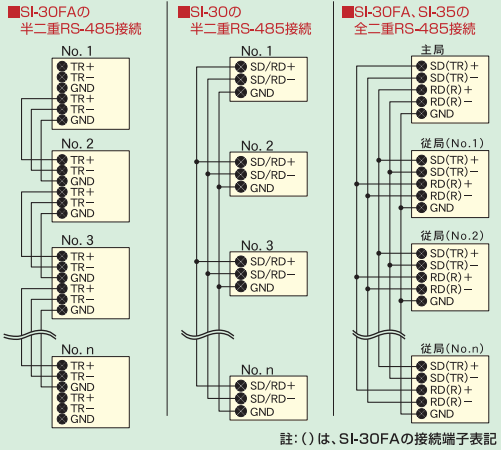 ■SI-30FAの
半二重RS-485接続
No. 1
TR+
TR−
GND
TR+
TR−
GND
No. 2
TR+
TR−
GND
TR+
TR−
GND
No. 3
TR+
TR−
GND
TR+
TR−
GND
No. n
TR+
TR−
GND
TR+
TR−
GND
■SI-30の
半二重RS-485接続
No. 1
SD/RD+
SD/RD−
GND
No. 2
SD/RD+
SD/RD−
GND
No. 3
SD/RD+
SD/RD−
GND
No. n
SD/RD+
SD/RD−
GND
■SI-30FA、SI-35の
全二重RS-485接続
主局
SD(TR)+
SD(TR)−
RD(R)+
RD(R)−
GND
従局(No.1)
SD(TR)+
SD(TR)−
RD(R)+
RD(R)−
GND
従局(No.2)
SD(TR)+
SD(TR)−
RD(R)+
RD(R)−
GND
従局(No.n)
SD(TR)+
SD(TR)−
RD(R)+
RD(R)−
GND
註:( )は、SI-30FAの接続端子表記